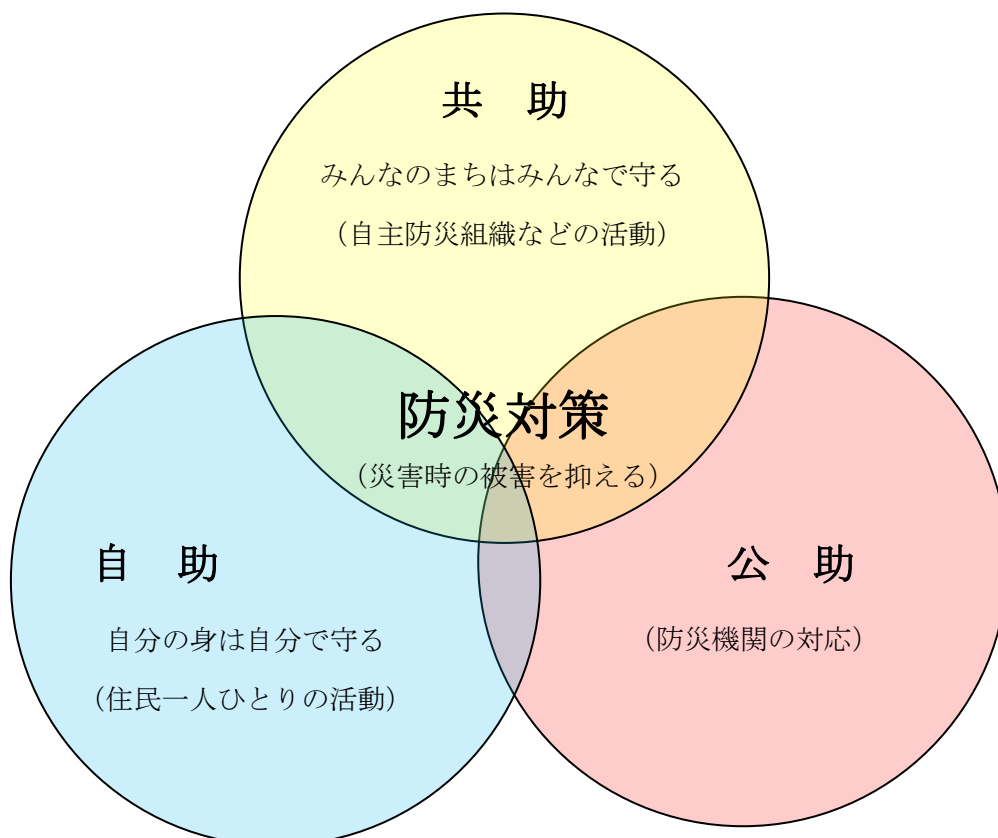 共　助
みんなのまちはみんなで守る
（自主防災組織などの活動）
防災対策
（災害時の被害を抑える）
自　助
自分の身は自分で守る
（住民一人ひとりの活動）
公　助
（防災機関の対応）